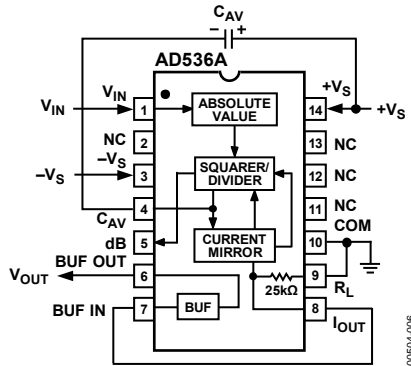 CAV
– +
AD536A
VIN
VIN
1
ABSOLUTE
VALUE
14
+VS
+VS
NC
2
13
NC
–VS
–VS
3
SQUARER/
DIVIDER
12
NC
CAV
4
11
NC
dB
5
CURRENT
MIRROR
10
COM
BUF OUT
VOUT
6
25kΩ
9
RL
BUF IN
7
BUF
8
IOUT
00504-006